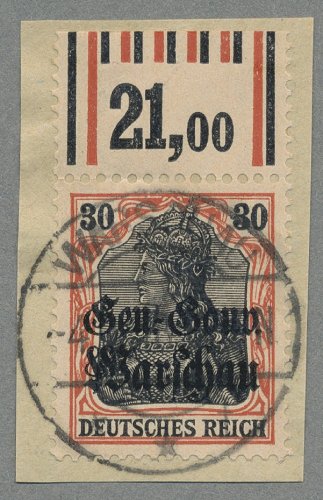 21,00
30 30
Gen.-Gouv.
Warschau
DEUTSCHES REICH